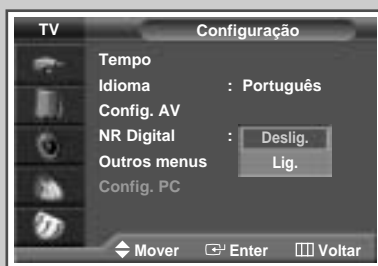 TV Configuração
Tempo
Idioma : Português
Config. AV
NR Digital : Deslig.
Outros menus Lig.
Config. PC
Mover Enter Voltar